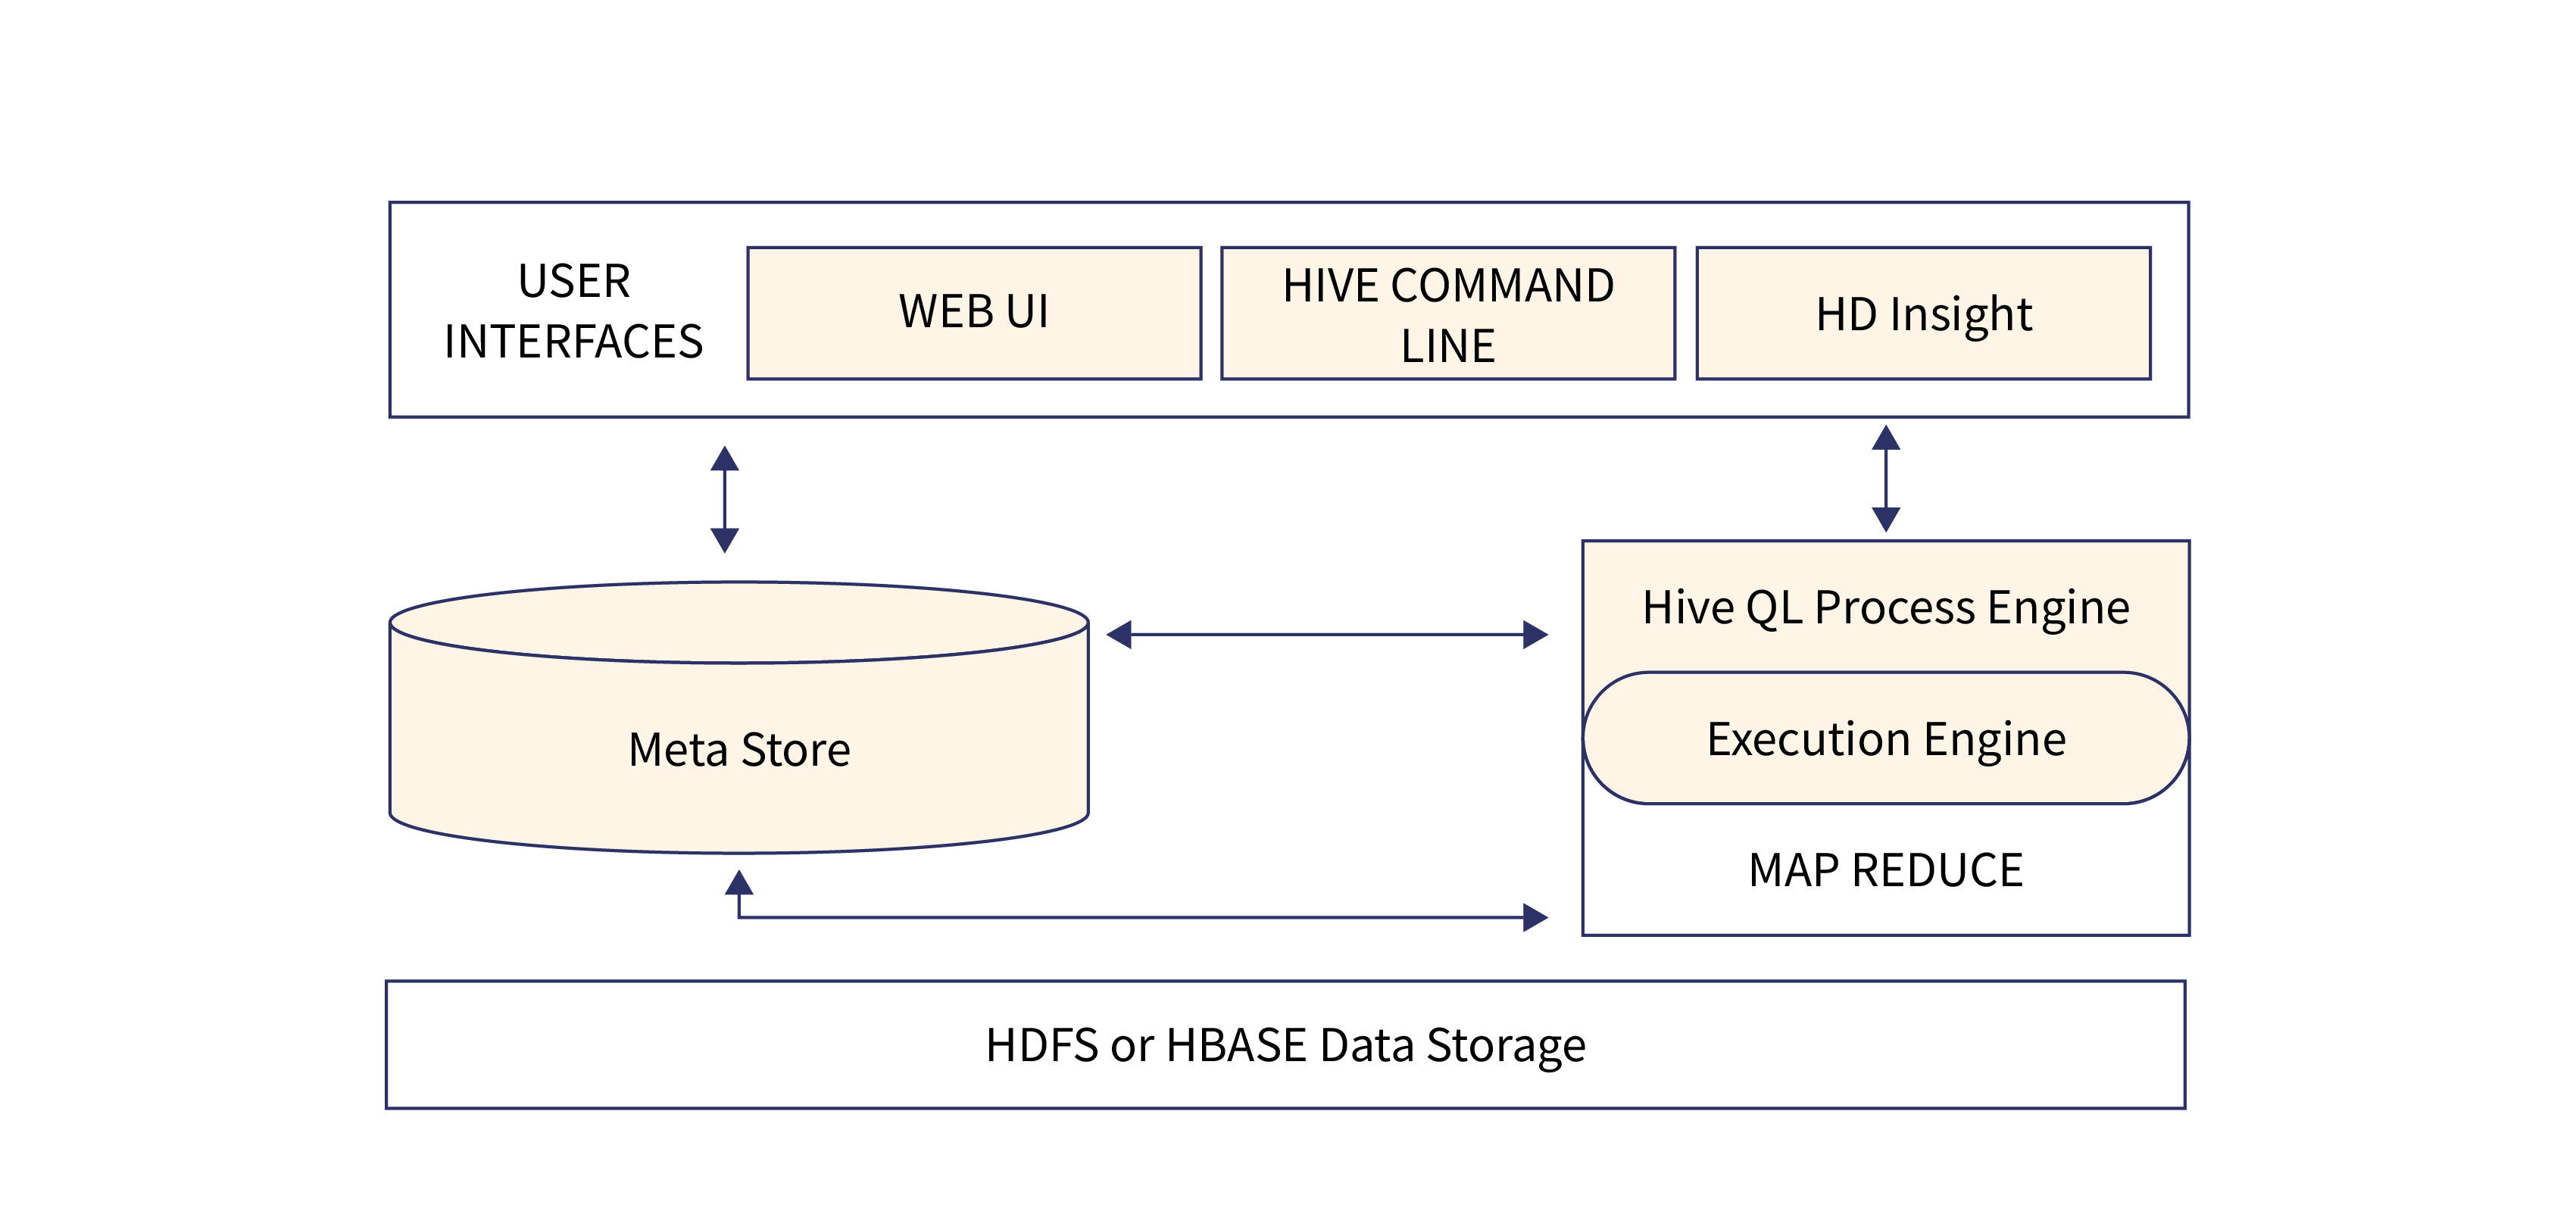 USER
INTERFACES
WEB UI
HIVE COMMAND
LINE
HD Insight
Meta Store
Hive QL Process Engine
Execution Engine
MAP REDUCE
HDFS or HBASE Data Storage